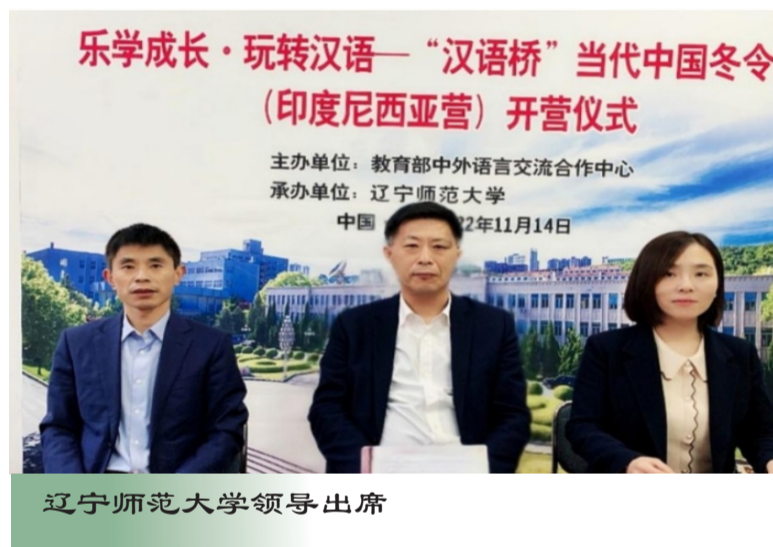 乐学成长·玩转汉语—“汉语桥”当代中国冬令
（印度尼西亚营）开营仪式
主办单位：教育部中外语言交流合作中心
承办单位：辽宁师范大学
中国 22年11月14日
辽宁师范大学领导出席